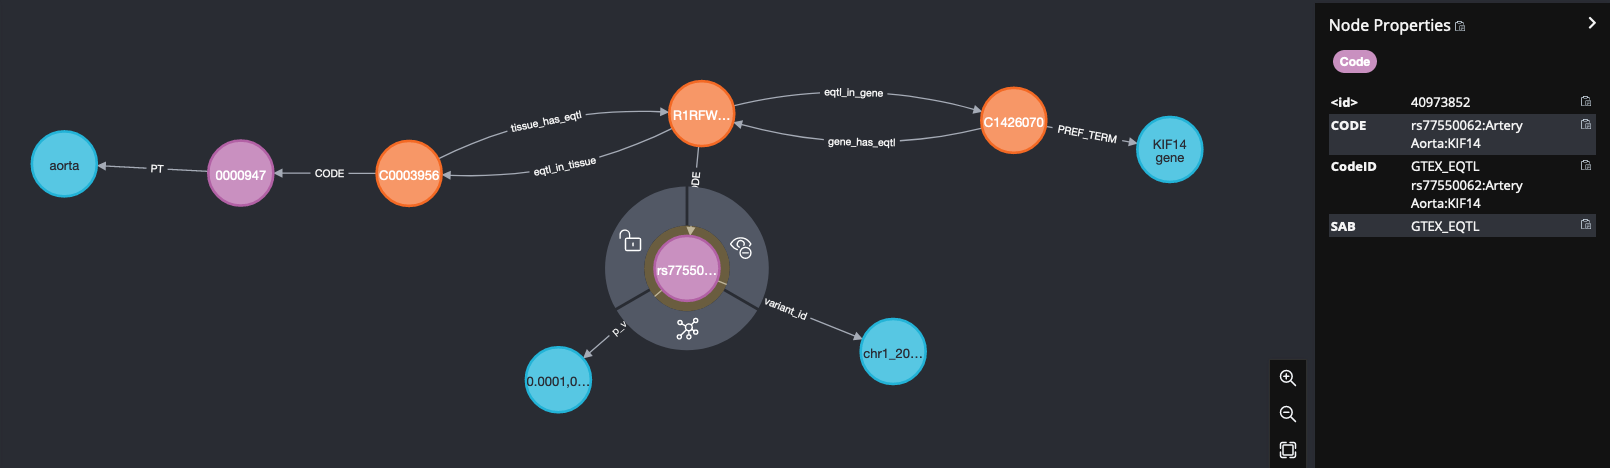 aorta
PT
0000947
CODE
C0003956
tissue_has_eqtl
eqtl_in_tissue
R1RFW...
eqtl_in_gene
gene_has_eqtl
C1426070
PREF_TERM
KIF14
gene
rs77550...
variant_id
chr1_20...
0.0001,0...
Node Properties
Code
<id> 40973852
CODE rs77550062:Artery
Aorta:KIF14
CodeID GTEX_EQTL
rs77550062:Artery
Aorta:KIF14
SAB GTEX_EQTL